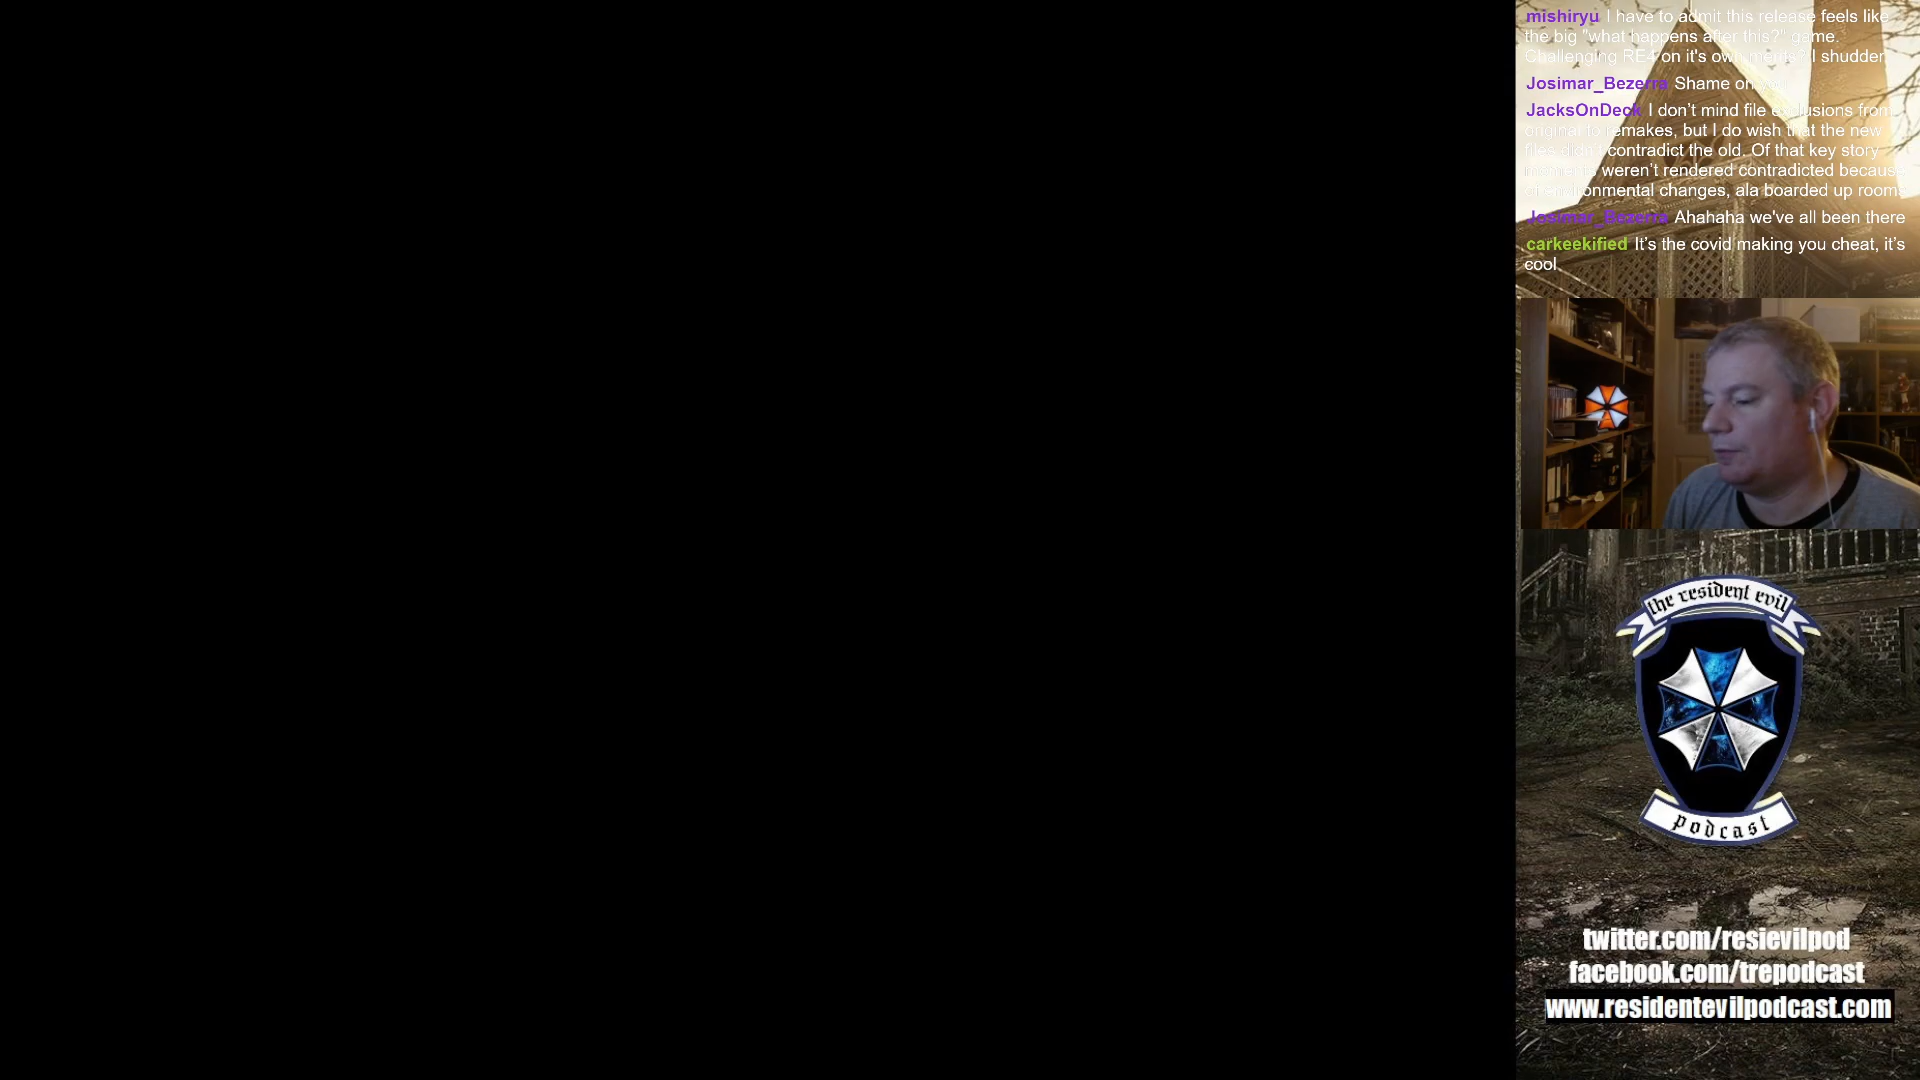 mishiryu I have to admit this release feels like
the big "what happens after this?" game.
Challenging RE4 on it's own merits? I shudder.
Josimar_Bezerra Shame on
JacksOnDeck I don't mind file exclusions from
original to remakes, but I do wish that the new
files didn't contradict the old. Of that key story
moments weren't rendered contradicted because
of environmental changes, ala boarded up rooms
Josimar_Bezerra Ahahaha we've all been there
carkeekified It's the covid making you cheat, it's
cool.
the resident evil
podcast
twitter.com/resievilpod
facebook.com/trepodcast
www.residentevilpodcast.com